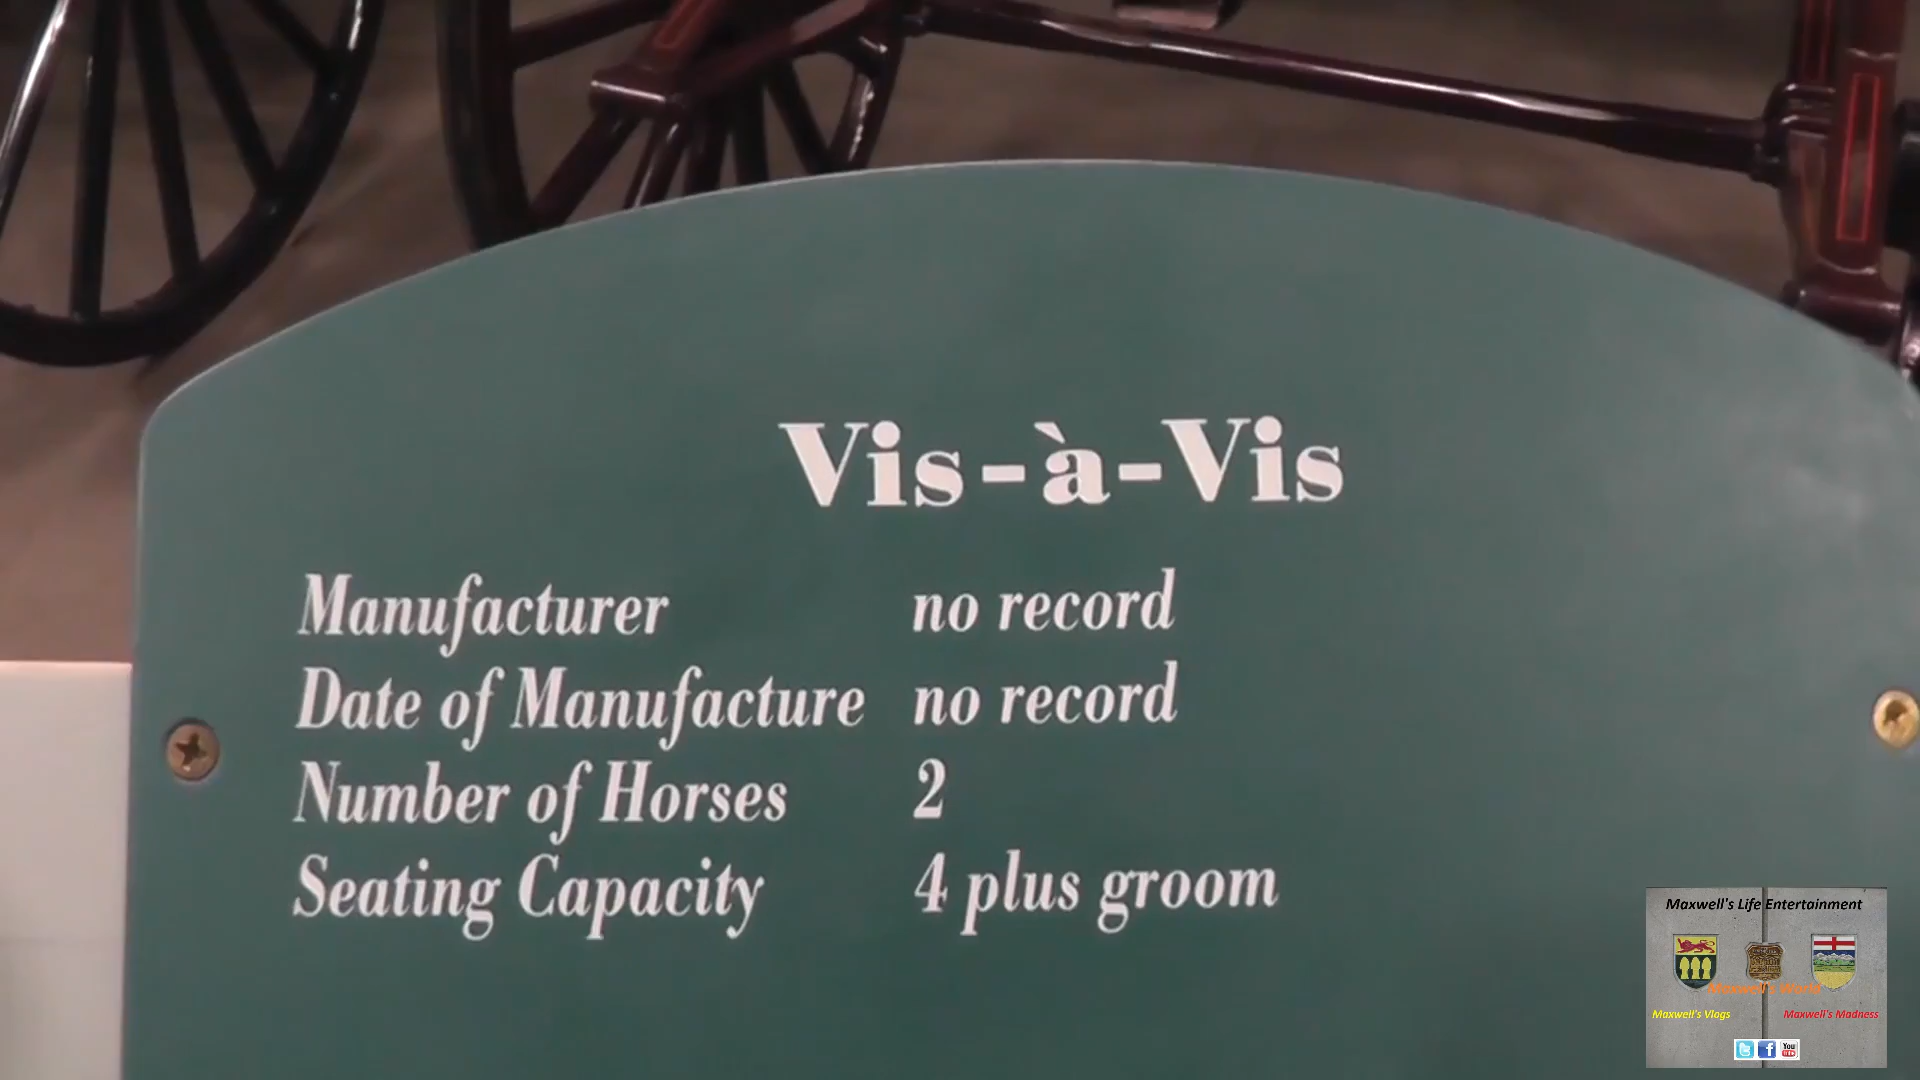 Vis-à-Vis
Manufacturer no record
Date of Manufacture no record
Number of Horses 2
Seating Capacity 4 plus groom
Maxwell's Life Entertainment
Maxwell's World
Maxwell's Vlogs Maxwell's Madness
You